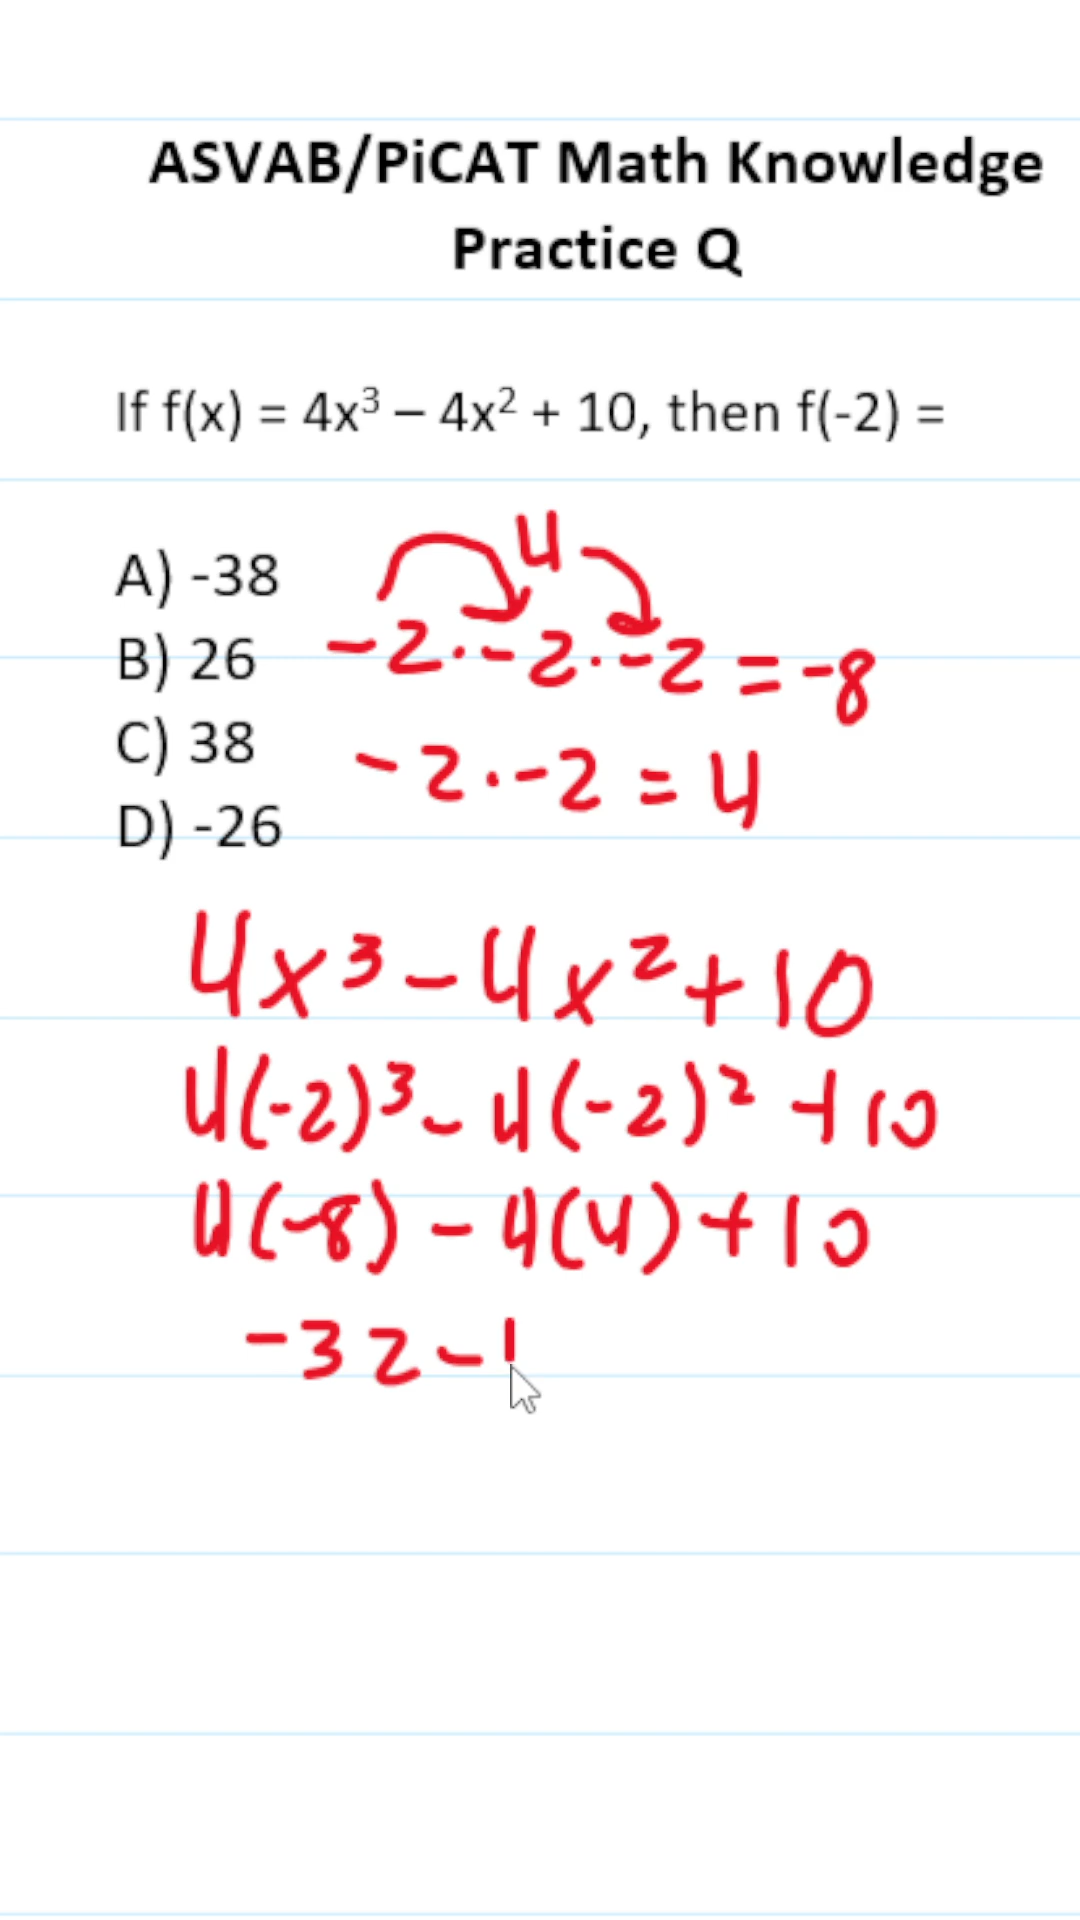 ASVAB/PiCAT Math Knowledge
Practice Q
If f(x) = 4x³ – 4x² + 10, then f(-2) =
A) -38
B) 26
C) 38
D) -26
4
-2·-2·-2 = -8
-2·-2 = 4
4x³-4x²+10
4(-2)³-4(-2)²+10
4(-8)-4(4)+10
-32-1